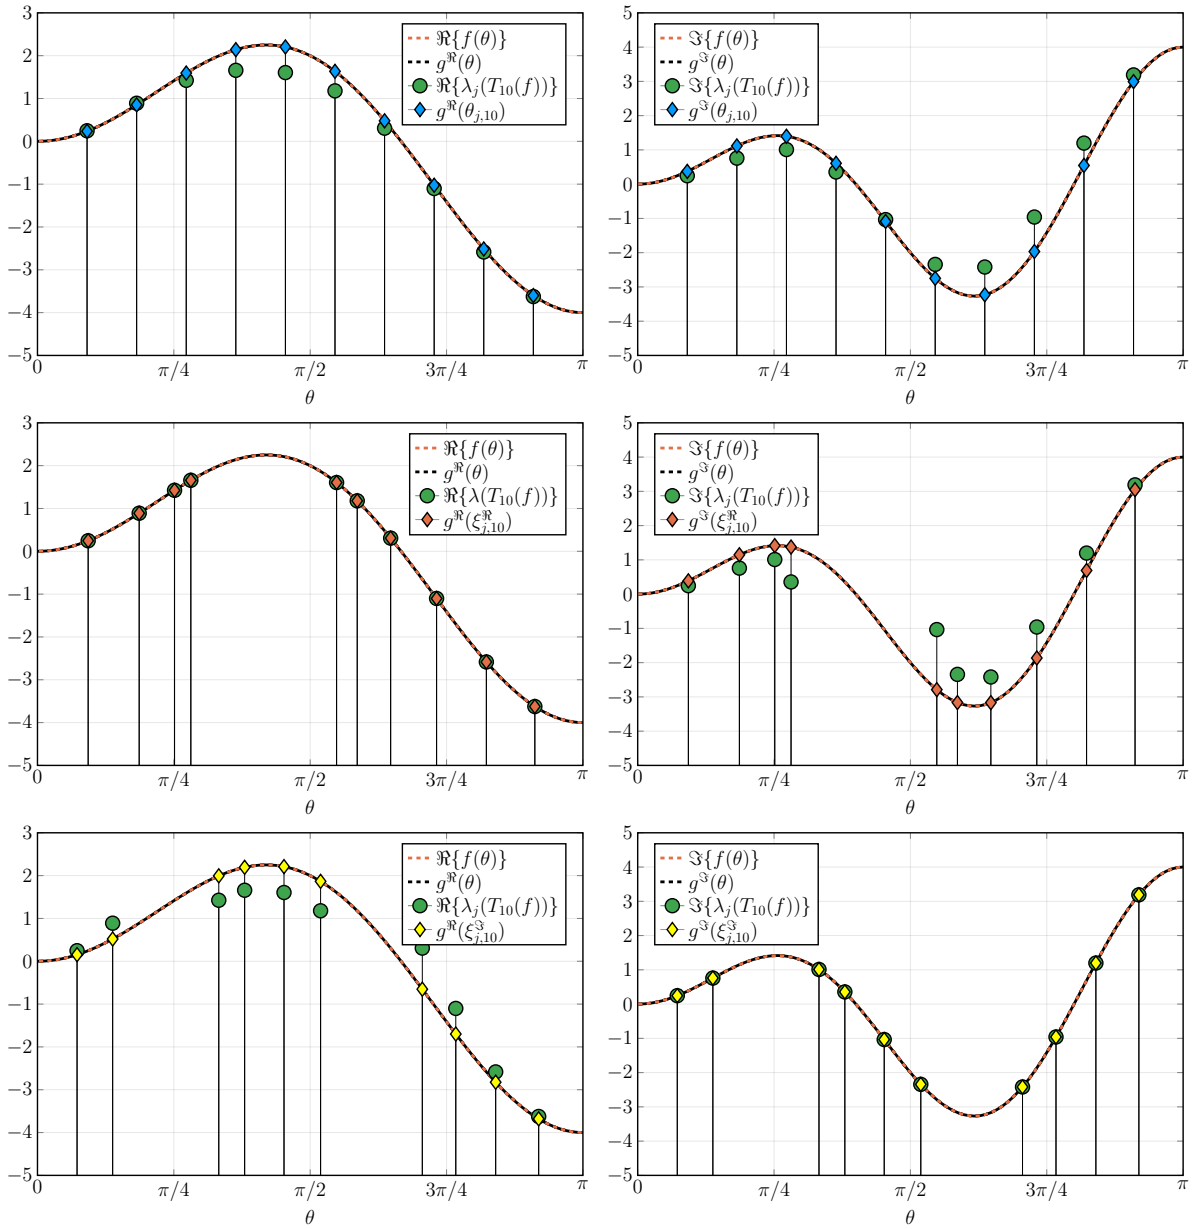 3
2
1
0
−1
−2
−3
−4
−5
0
π/4
π/2
3π/4
π
θ
ℜ{f(θ)}
g^ℜ(θ)
ℜ{λ_j(T_10(f))}
g^ℜ(θ_{j,10})
5
4
3
2
1
0
−1
−2
−3
−4
−5
0
π/4
π/2
3π/4
π
θ
ℑ{f(θ)}
g^ℑ(θ)
ℑ{λ_j(T_10(f))}
g^ℑ(θ_{j,10})
3
2
1
0
−1
−2
−3
−4
−5
0
π/4
π/2
3π/4
π
θ
ℜ{f(θ)}
g^ℜ(θ)
ℜ{λ(T_10(f))}
g^ℜ(ξ^ℜ_{j,10})
5
4
3
2
1
0
−1
−2
−3
−4
−5
0
π/4
π/2
3π/4
π
θ
ℑ{f(θ)}
g^ℑ(θ)
ℑ{λ_j(T_10(f))}
g^ℑ(ξ^ℜ_{j,10})
3
2
1
0
−1
−2
−3
−4
−5
0
π/4
π/2
3π/4
π
θ
ℜ{f(θ)}
g^ℜ(θ)
ℜ{λ_j(T_10(f))}
g^ℜ(ξ^ℑ_{j,10})
5
4
3
2
1
0
−1
−2
−3
−4
−5
0
π/4
π/2
3π/4
π
θ
ℑ{f(θ)}
g^ℑ(θ)
ℑ{λ_j(T_10(f))}
g^ℑ(ξ^ℑ_{j,10})